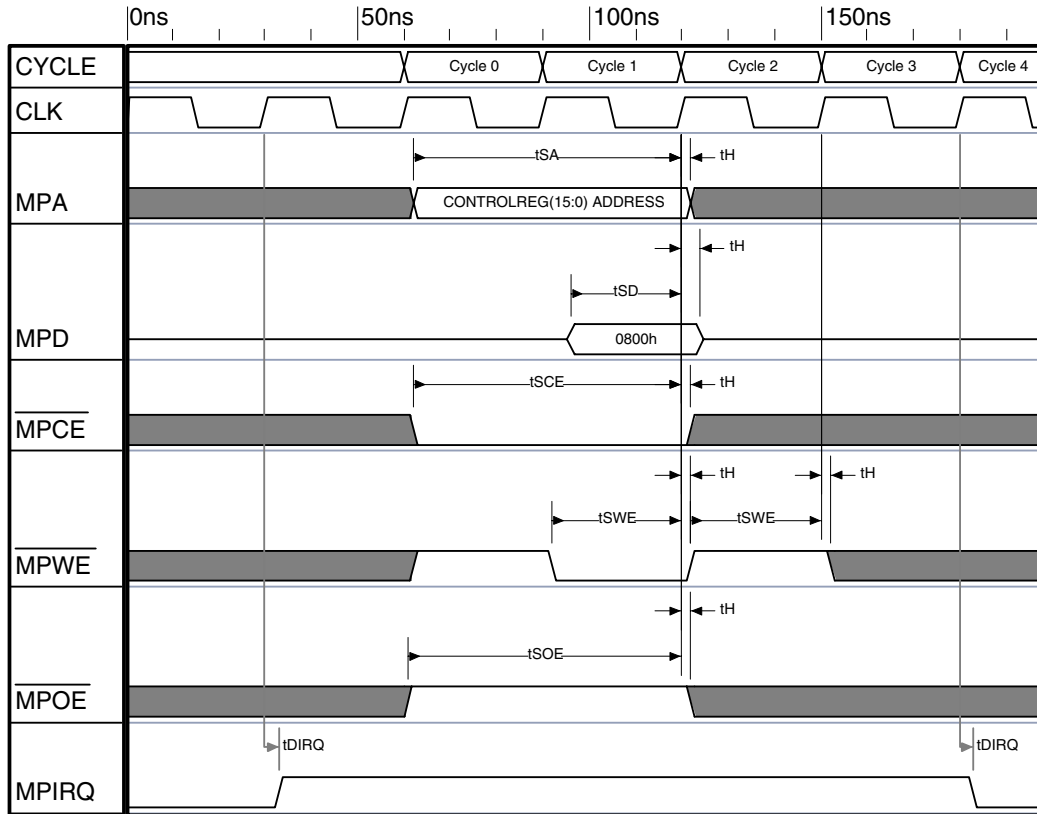 0ns 50ns 100ns 150ns
CYCLE Cycle 0 Cycle 1 Cycle 2 Cycle 3 Cycle 4
CLK
tSA tH
MPA CONTROLREG(15:0) ADDRESS
tH
tSD
MPD 0800h
tSCE tH
MPCE
tH tH
tSWE tSWE
MPWE
tH
tSOE
MPOE
tDIRQ tDIRQ
MPIRQ